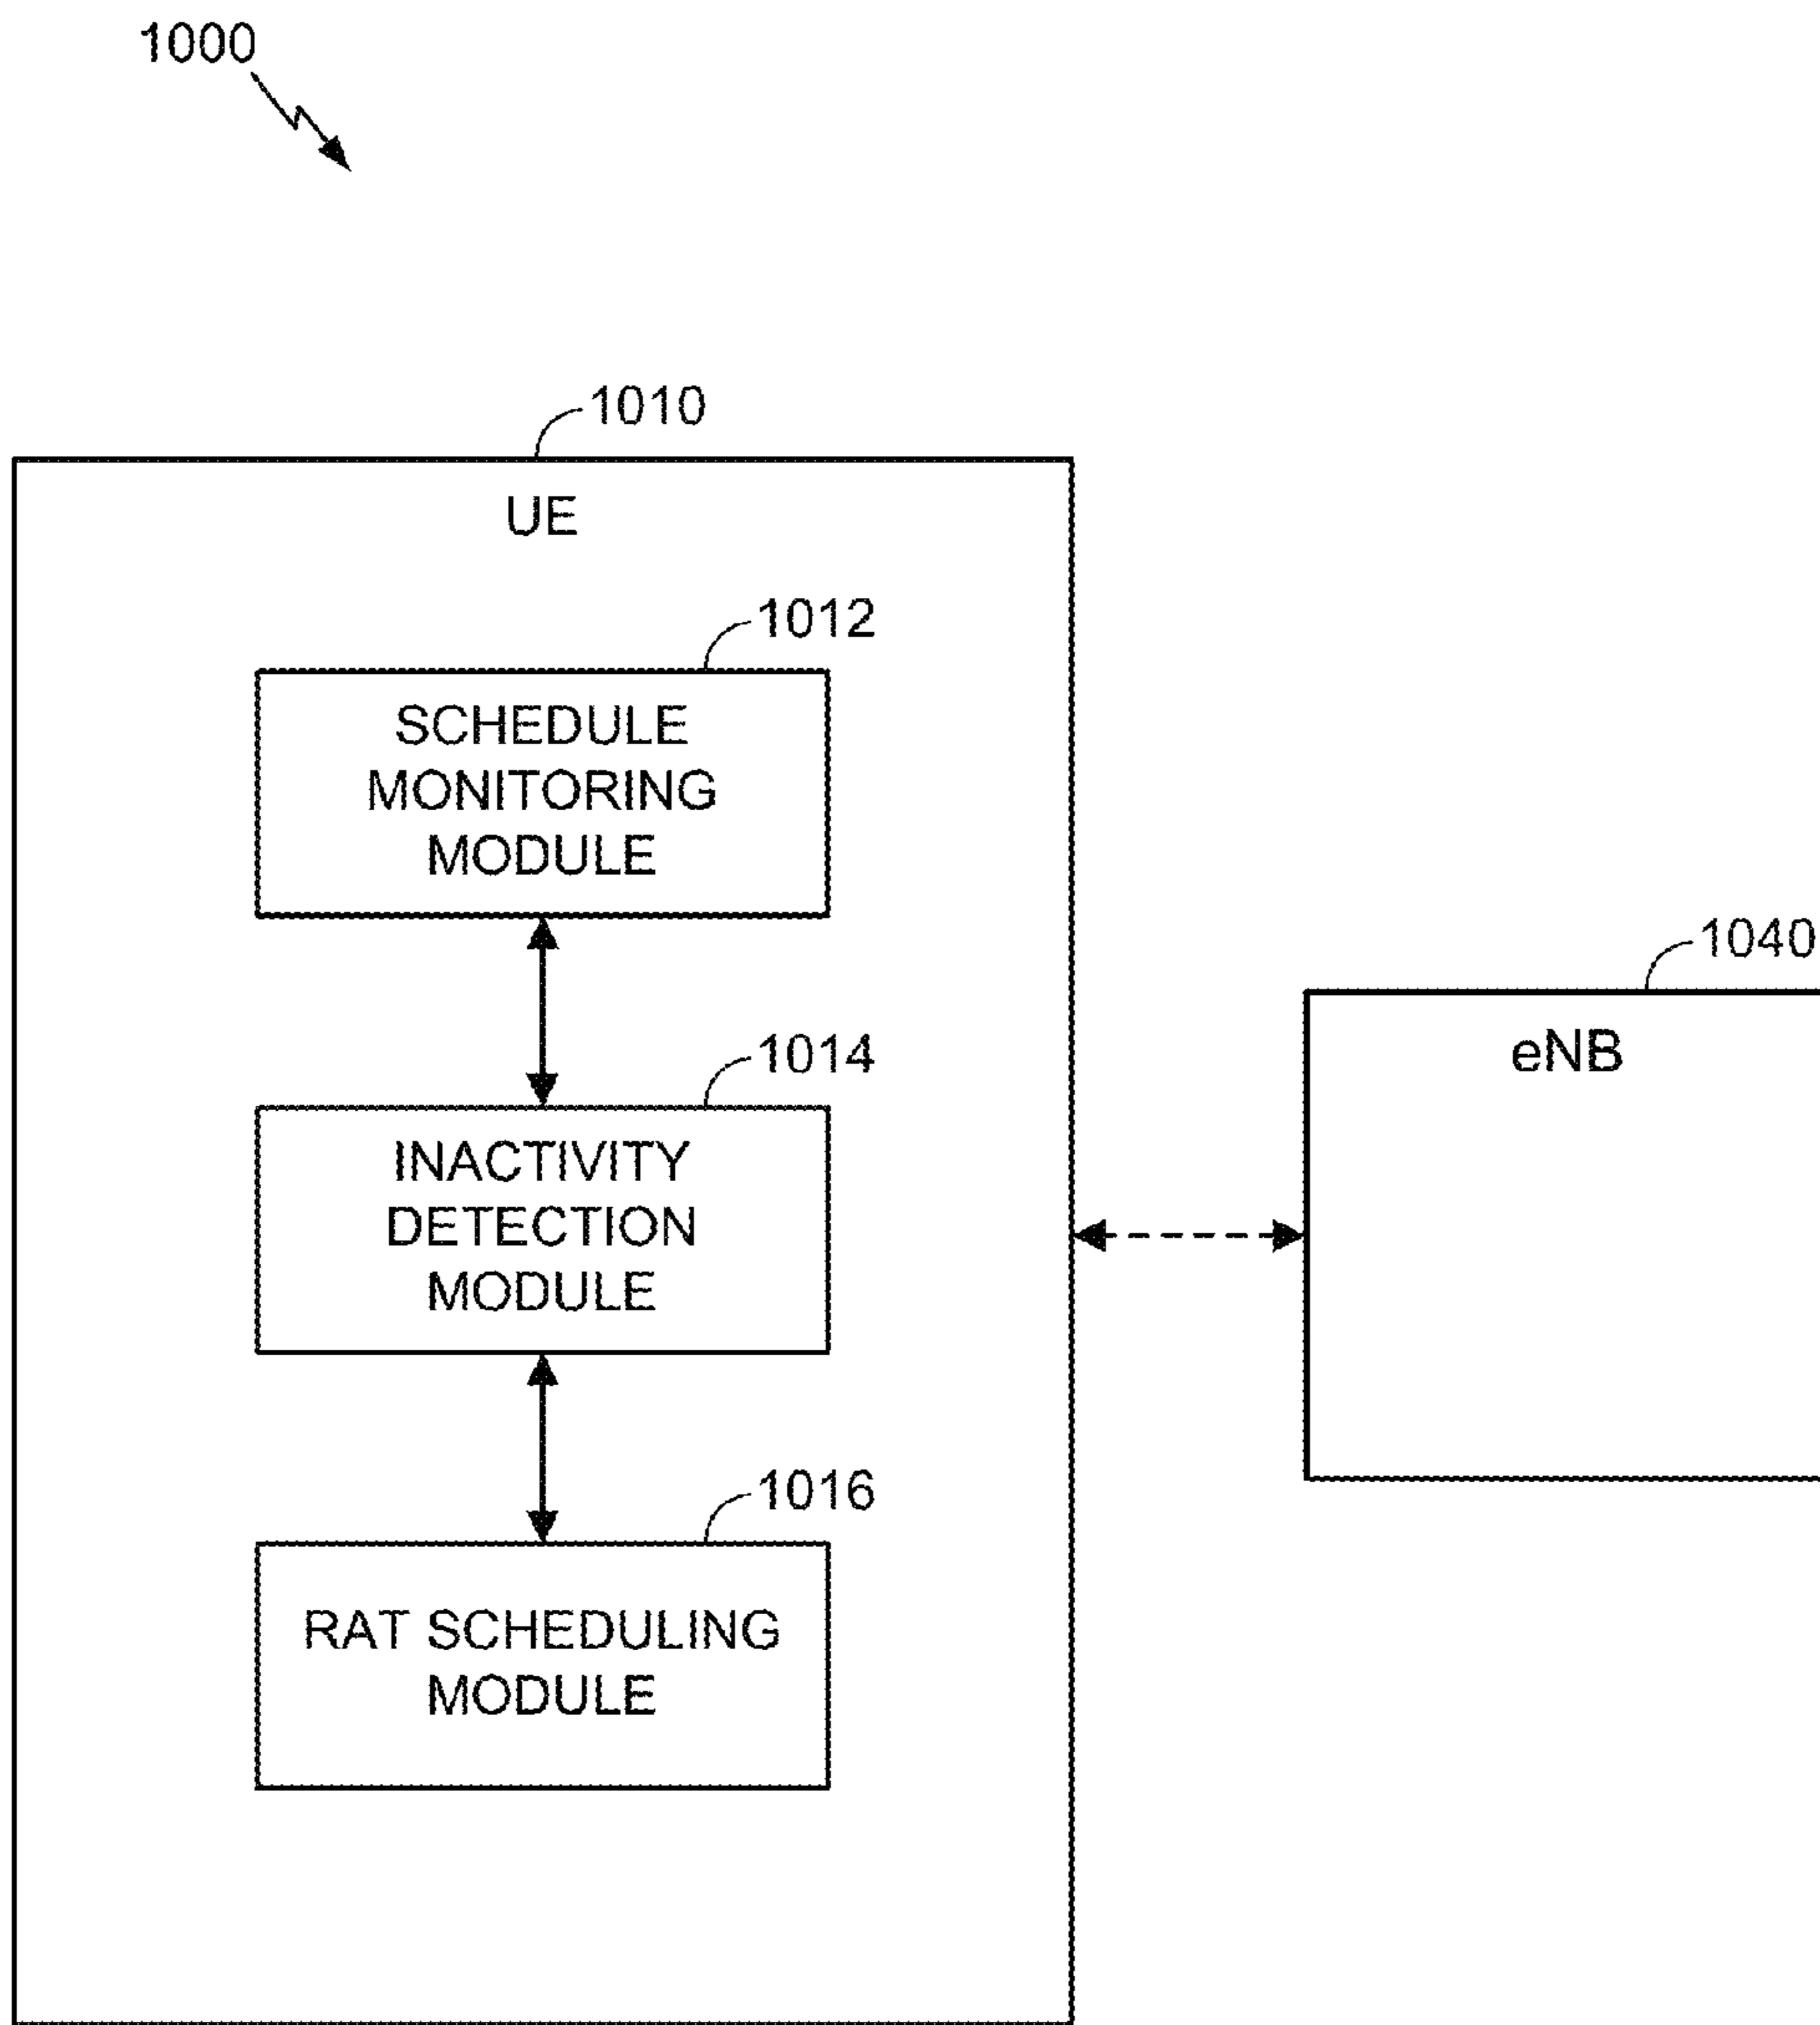 1000
1010
UE
1012
SCHEDULE
MONITORING
MODULE
1014
INACTIVITY
DETECTION
MODULE
1016
RAT SCHEDULING
MODULE
1040
eNB